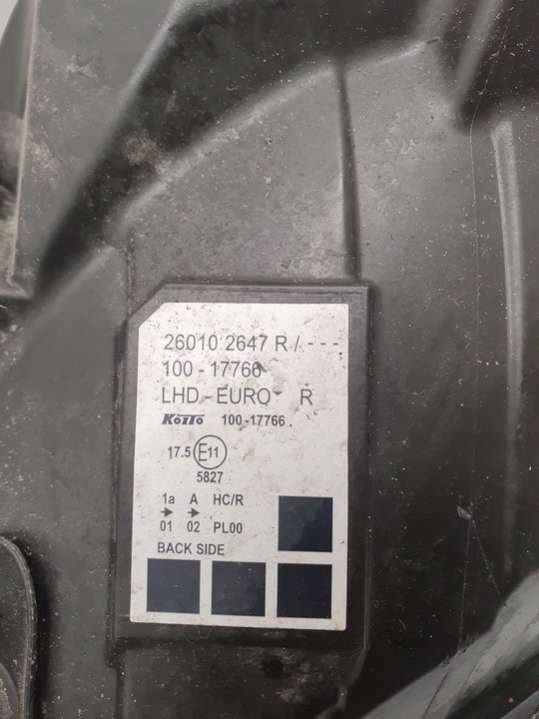 26010 2647 R / - - -
100 - 17766
LHD - EURO - R
KOITO 100-17766
17.5 E11
5827
1a A HC/R
01 02 PL00
BACK SIDE